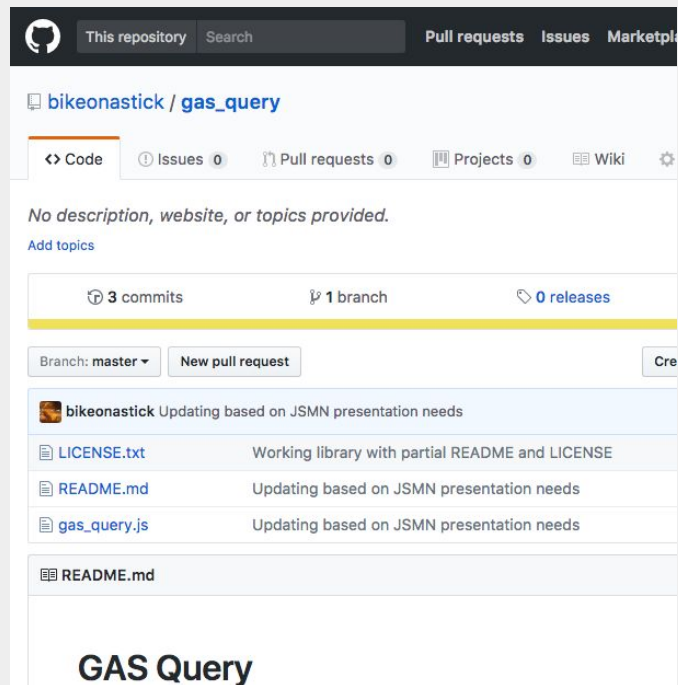 This repository Search Pull requests Issues Marketpla
bikeonastick / gas_query
<> Code Issues 0 Pull requests 0 Projects 0 Wiki
No description, website, or topics provided.
Add topics
3 commits 1 branch 0 releases
Branch: master New pull request Cre
bikeonastick Updating based on JSMN presentation needs
LICENSE.txt Working library with partial README and LICENSE
README.md Updating based on JSMN presentation needs
gas_query.js Updating based on JSMN presentation needs
README.md
GAS Query